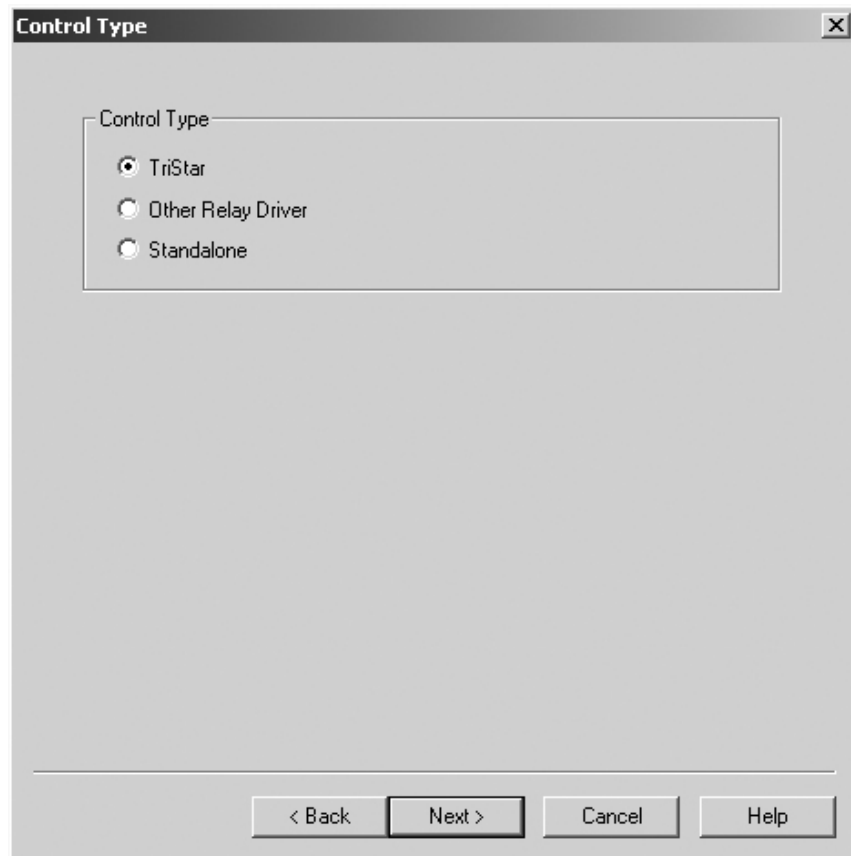 Control Type
Control Type
TriStar
Other Relay Driver
Standalone
< Back Next > Cancel Help